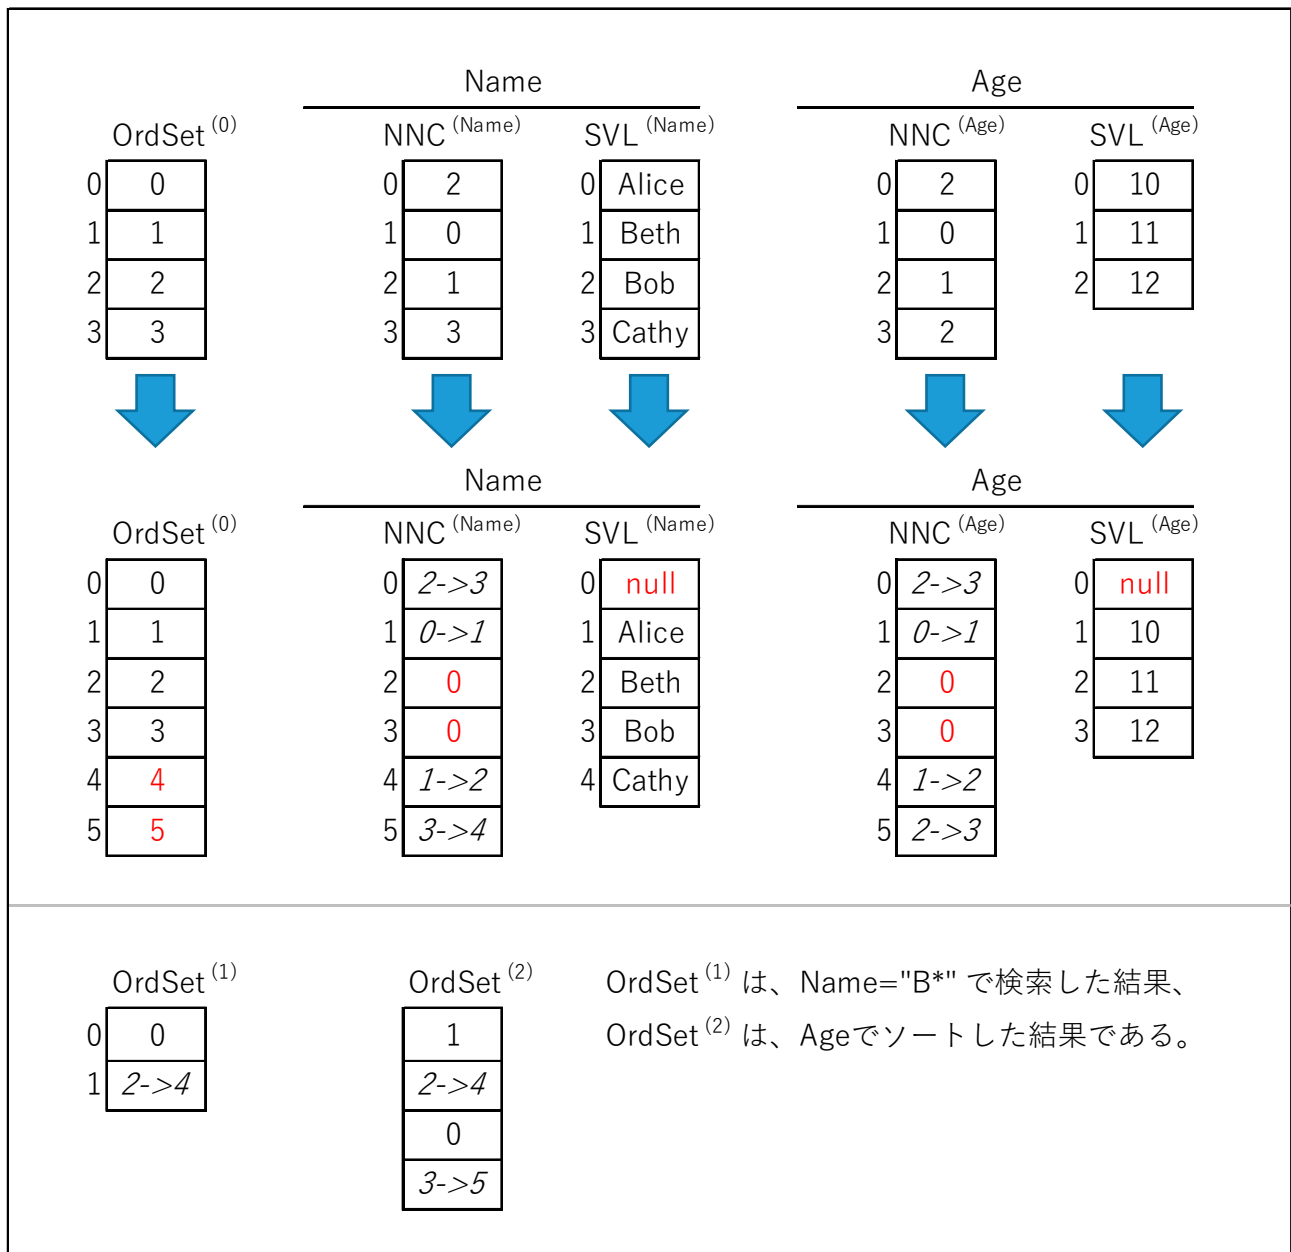 Name Age
OrdSet (0) NNC (Name) SVL (Name) NNC (Age) SVL (Age)
0 0 0 2 0 Alice 0 2 0 10
1 1 1 0 1 Beth 1 0 1 11
2 2 2 1 2 Bob 2 1 2 12
3 3 3 3 3 Cathy 3 2
Name Age
OrdSet (0) NNC (Name) SVL (Name) NNC (Age) SVL (Age)
0 0 0 2->3 0 null 0 2->3 0 null
1 1 1 0->1 1 Alice 1 0->1 1 10
2 2 2 0 2 Beth 2 0 2 11
3 3 3 0 3 Bob 3 0 3 12
4 4 4 1->2 4 Cathy 4 1->2
5 5 5 3->4 5 2->3
OrdSet (1) OrdSet (2) OrdSet (1) は、Name="B*" で検索した結果、
0 0 1 OrdSet (2) は、Ageでソートした結果である。
1 2->4 2->4
0
3->5